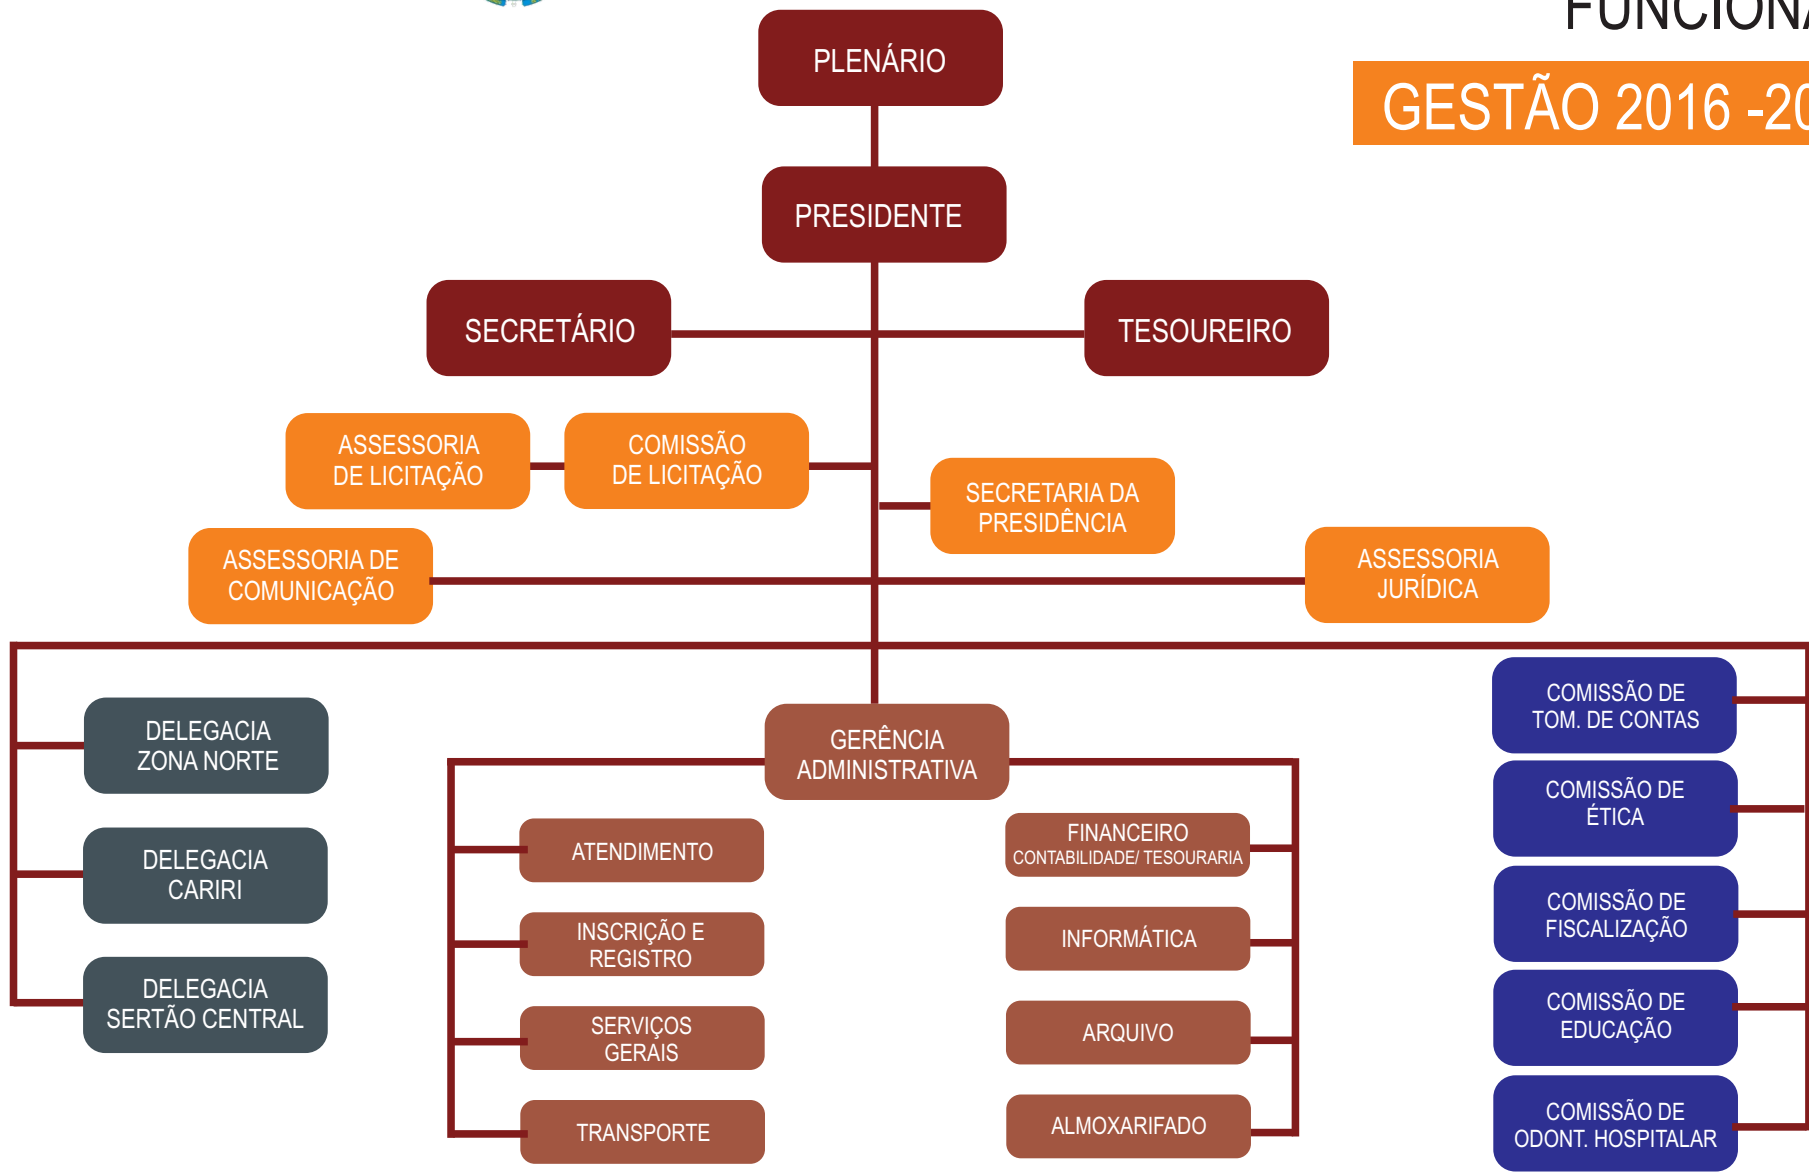 FUNCIONA
GESTÃO 2016 -20
PLENÁRIO
PRESIDENTE
SECRETÁRIO
TESOUREIRO
ASSESSORIA
DE LICITAÇÃO
COMISSÃO
DE LICITAÇÃO
SECRETARIA DA
PRESIDÊNCIA
ASSESSORIA DE
COMUNICAÇÃO
ASSESSORIA
JURÍDICA
DELEGACIA
ZONA NORTE
DELEGACIA
CARIRI
DELEGACIA
SERTÃO CENTRAL
GERÊNCIA
ADMINISTRATIVA
ATENDIMENTO
INSCRIÇÃO E
REGISTRO
SERVIÇOS
GERAIS
TRANSPORTE
FINANCEIRO
CONTABILIDADE/ TESOURARIA
INFORMÁTICA
ARQUIVO
ALMOXARIFADO
COMISSÃO DE
TOM. DE CONTAS
COMISSÃO DE
ÉTICA
COMISSÃO DE
FISCALIZAÇÃO
COMISSÃO DE
EDUCAÇÃO
COMISSÃO DE
ODONT. HOSPITALAR